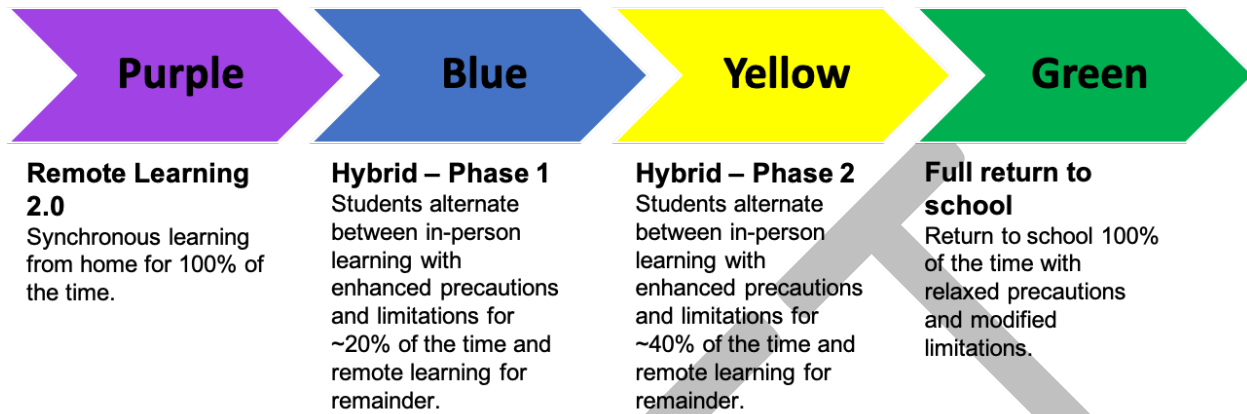 Purple
Blue
Yellow
Green
Remote Learning
2.0
Synchronous learning
from home for 100% of
the time.
Hybrid – Phase 1
Students alternate
between in-person
learning with
enhanced precautions
and limitations for
~20% of the time and
remote learning for
remainder.
Hybrid – Phase 2
Students alternate
between in-person
learning with
enhanced precautions
and limitations for
~40% of the time and
remote learning for
remainder.
Full return to
school
Return to school 100%
of the time with
relaxed precautions
and modified
limitations.